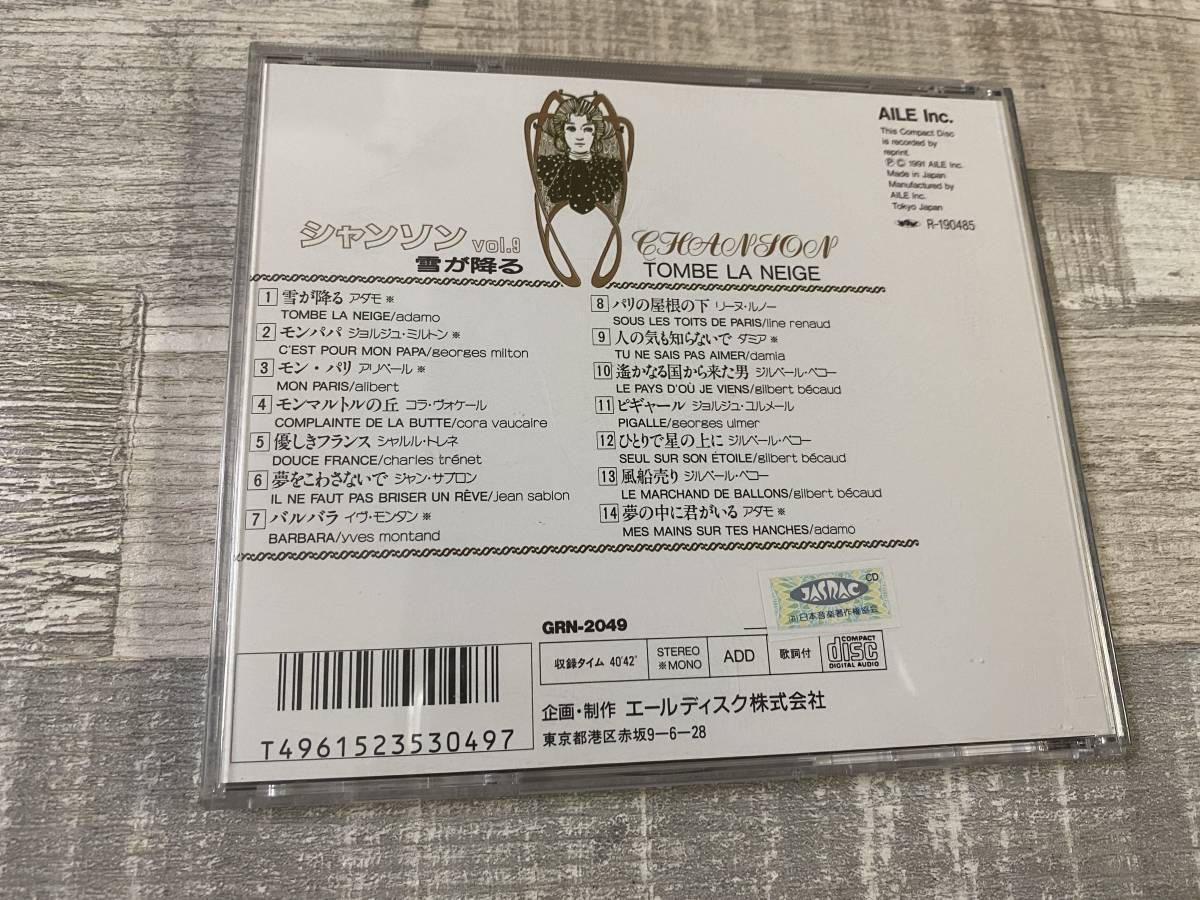 AILE Inc.
This Compact Disc
is recorded by
reprint.
Ⓟ© 1991 AILE Inc.
Made in Japan
Manufactured by
AILE Inc.
Tokyo Japan
R-190485
シャンソン vol.9
雪が降る
CHANSON
TOMBE LA NEIGE
1 雪が降る アダモ ※
TOMBE LA NEIGE/adamo
2 モンパパ ジョルジュ・ミルトン ※
C'EST POUR MON PAPA/georges milton
3 モン・パリ アリベール ※
MON PARIS/alibert
4 モンマルトルの丘 コラ・ヴォケール
COMPLAINTE DE LA BUTTE/cora vaucaire
5 優しきフランス シャルル・トレネ
DOUCE FRANCE/charles trénet
6 夢をこわさないで ジャン・サブロン
IL NE FAUT PAS BRISER UN RÊVE/jean sablon
7 バルバラ イヴ・モンタン ※
BARBARA/yves montand
8 パリの屋根の下 リーヌ・ルノー
SOUS LES TOITS DE PARIS/line renaud
9 人の気も知らないで ダミア ※
TU NE SAIS PAS AIMER/damia
10 遙かなる国から来た男 ジルベール・ベコー
LE PAYS D'OÙ JE VIENS/gilbert bécaud
11 ピギャール ジョルジュ・ユルメール
PIGALLE/georges ulmer
12 ひとりで星の上に ジルベール・ベコー
SEUL SUR SON ÉTOILE/gilbert bécaud
13 風船売り ジルベール・ベコー
LE MARCHAND DE BALLONS/gilbert bécaud
14 夢の中に君がいる アダモ ※
MES MAINS SUR TES HANCHES/adamo
JASRAC
CD
㈳日本音楽著作権協会
GRN-2049
収録タイム 40'42"
STEREO
※MONO
ADD
歌詞付
COMPACT
disc
DIGITAL AUDIO
企画・制作 エールディスク株式会社
東京都港区赤坂9-6-28
T4961523530497